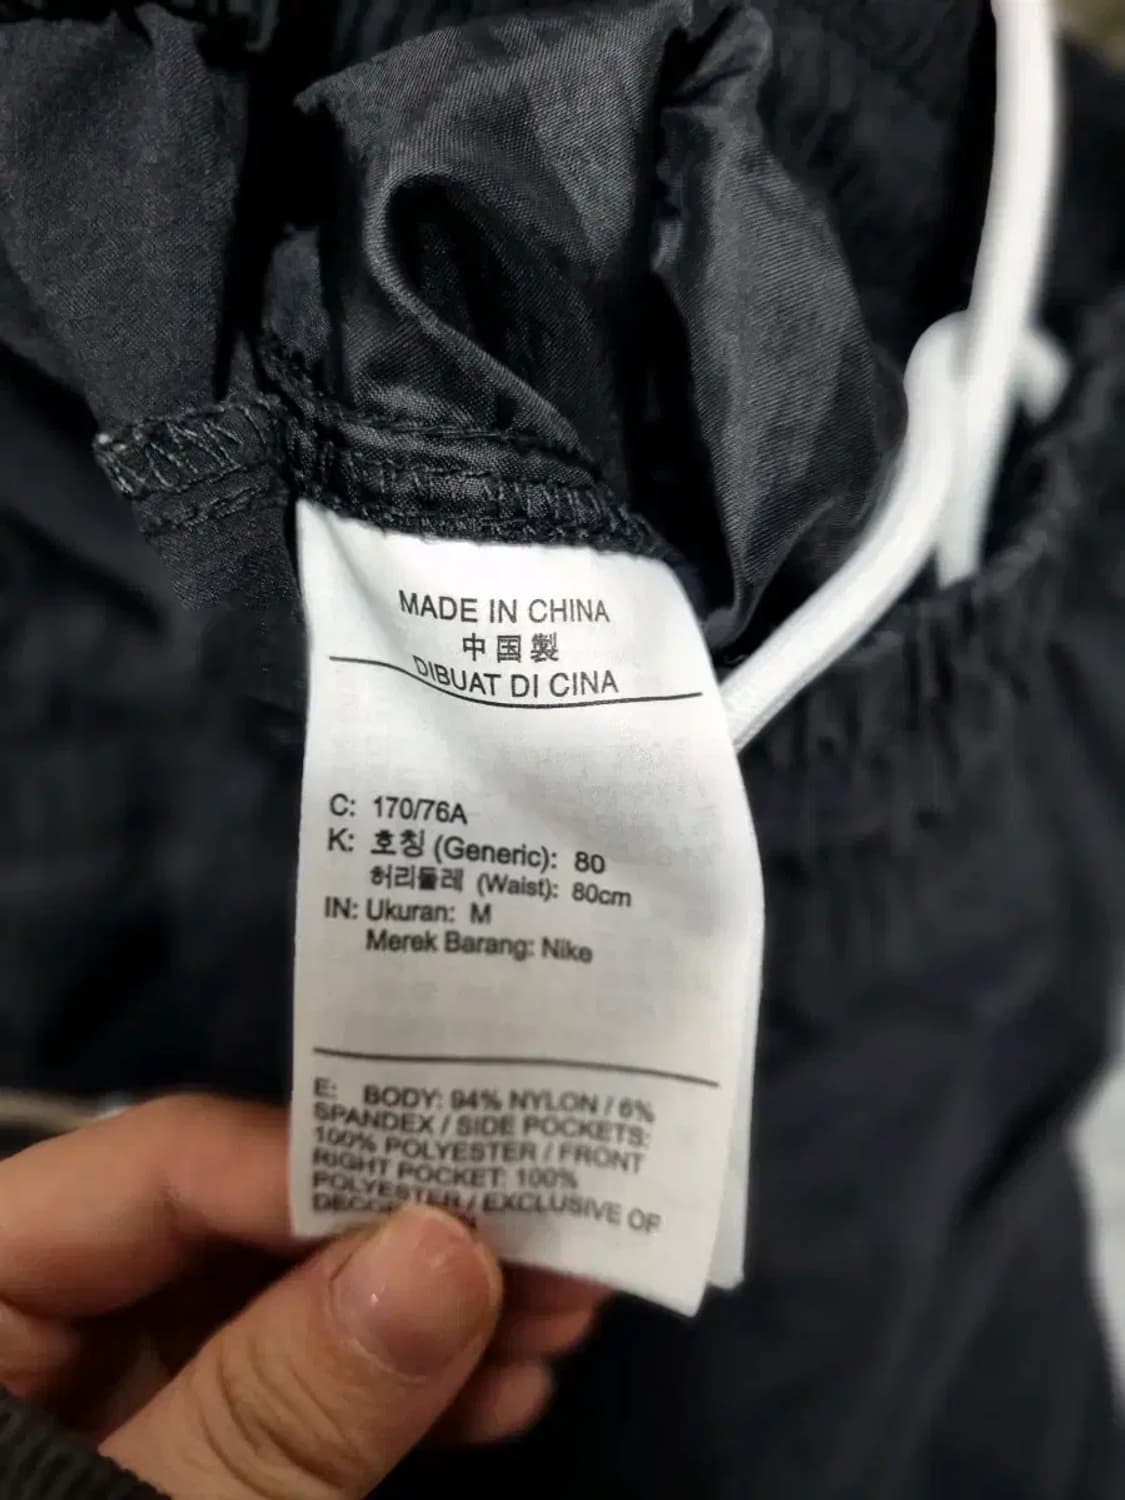 MADE IN CHINA
中国製
DIBUAT DI CINA
C: 170/76A
K: 호칭 (Generic): 80
허리둘레 (Waist): 80cm
IN: Ukuran: M
Merek Barang: Nike
E: BODY: 94% NYLON / 6%
SPANDEX / SIDE POCKETS:
100% POLYESTER / FRONT
RIGHT POCKET: 100%
POLYESTER / EXCLUSIVE OF